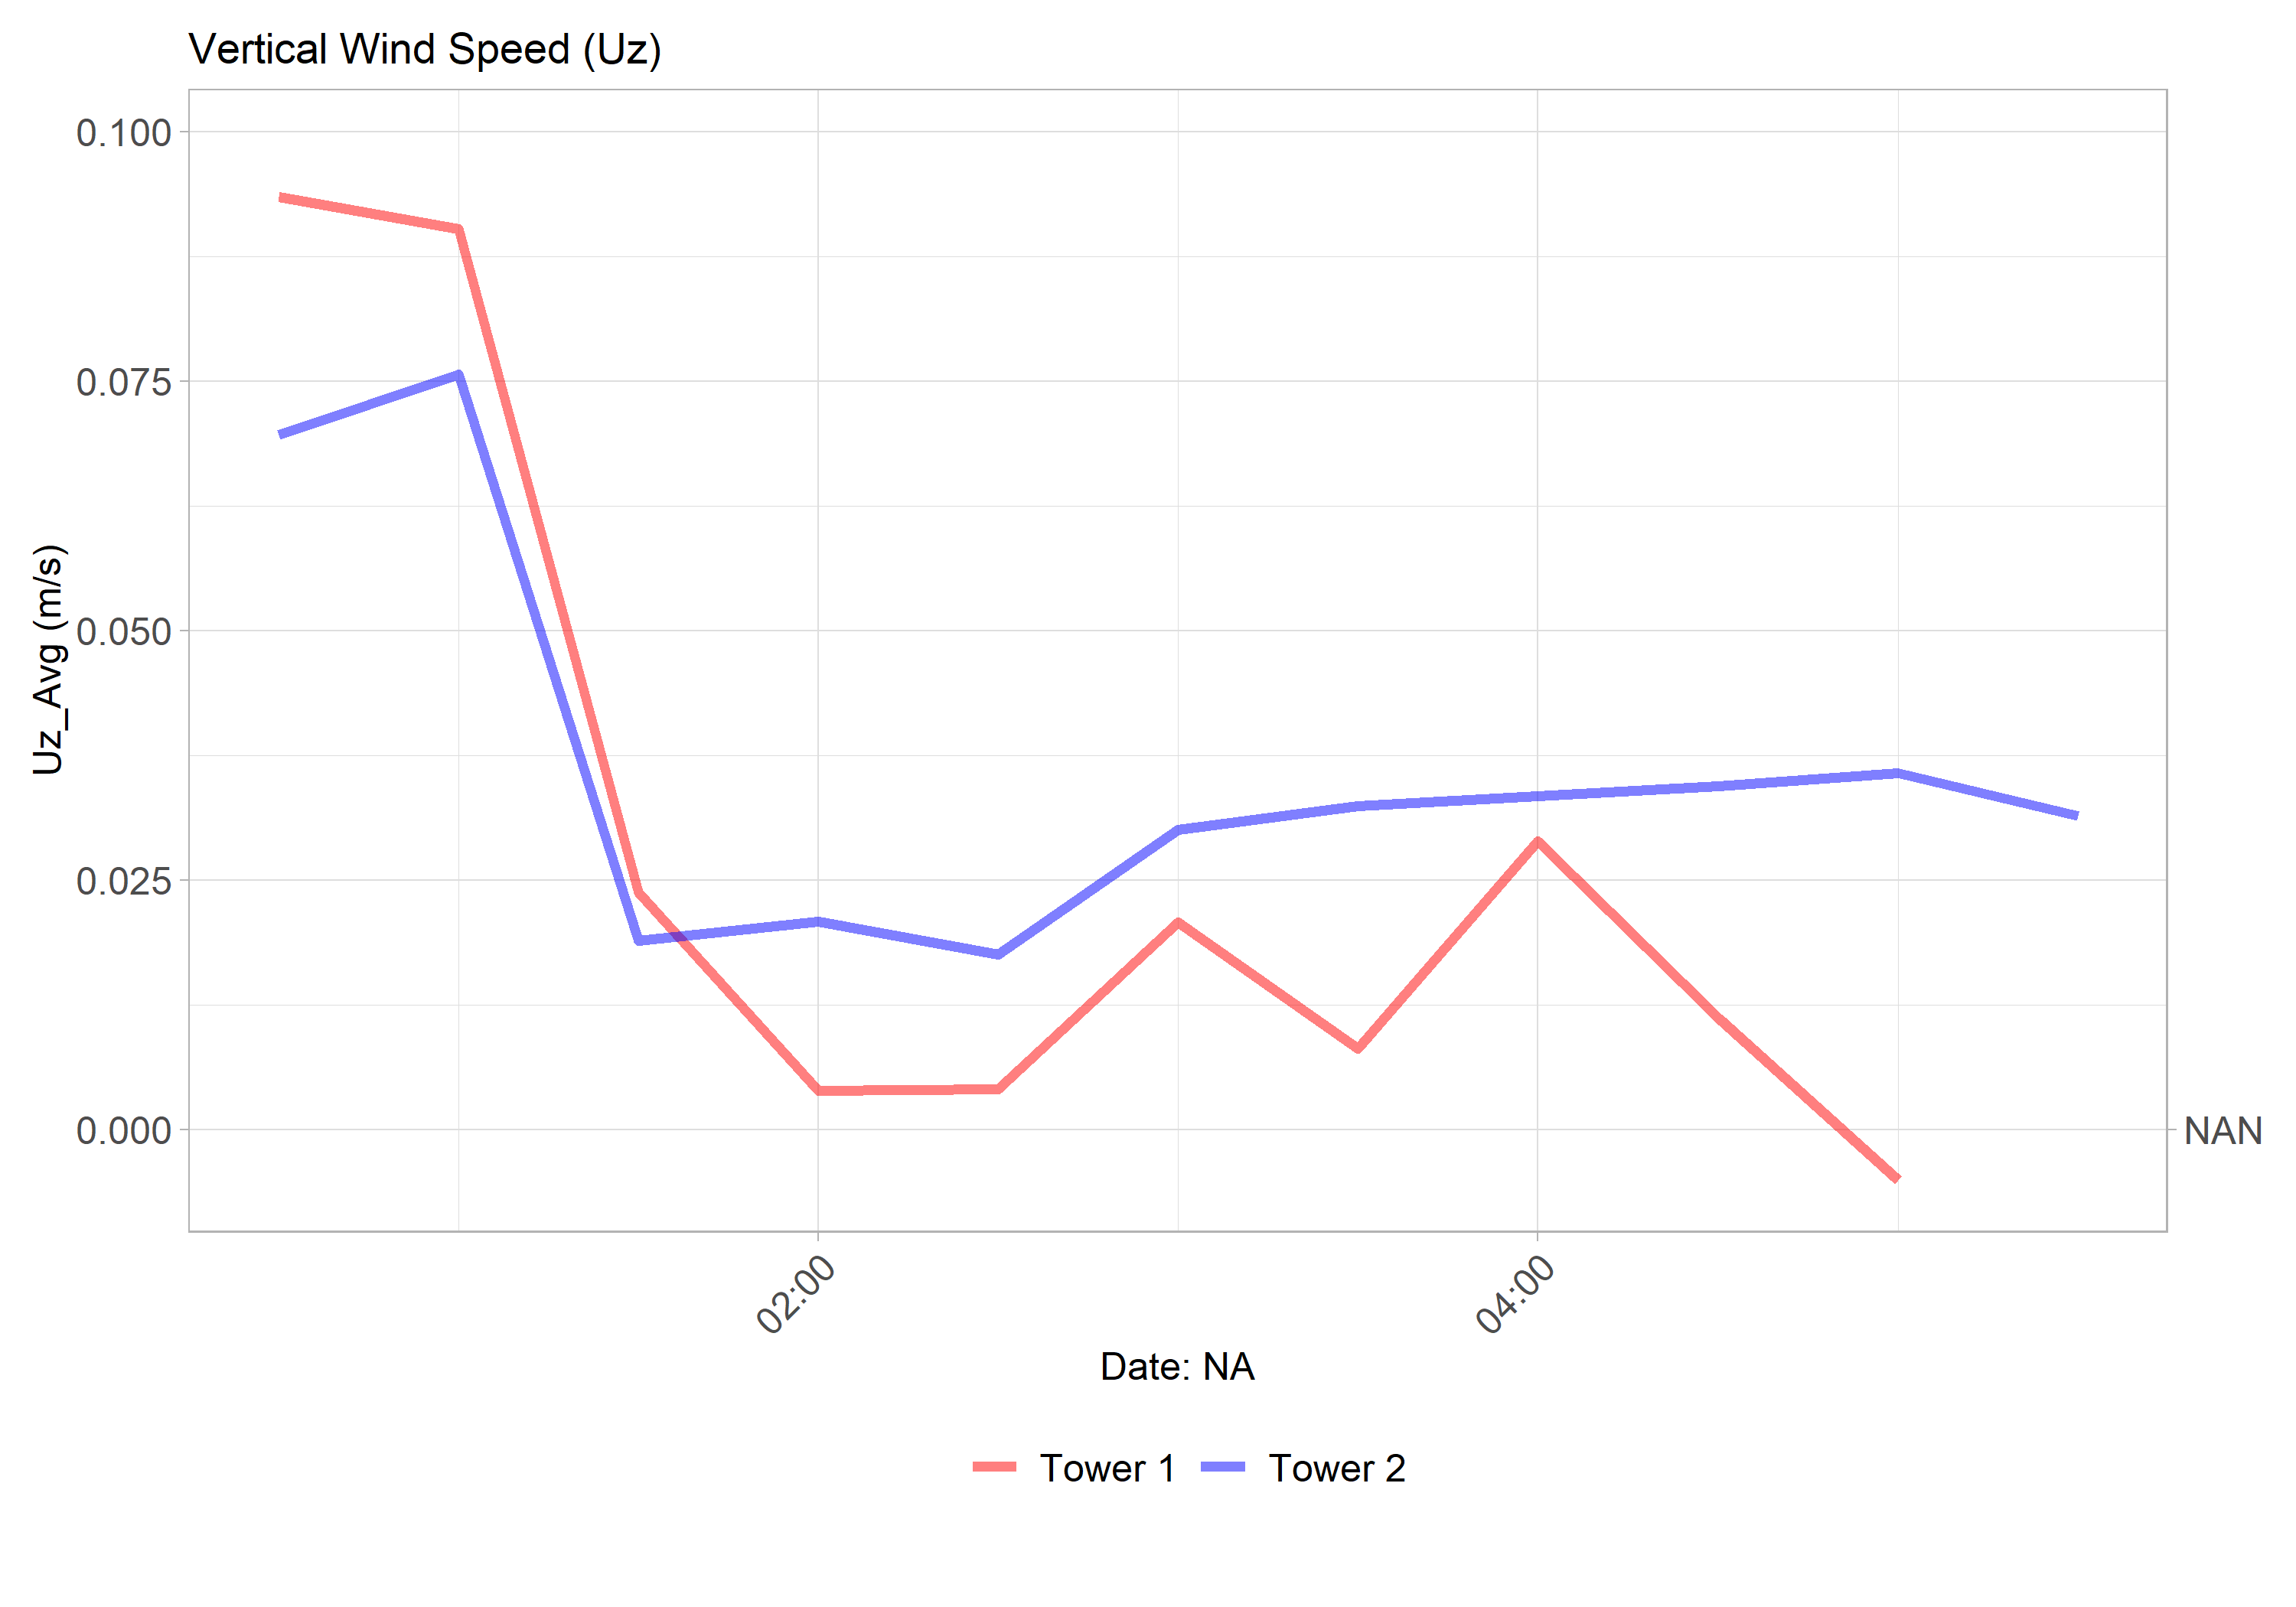 Vertical Wind Speed (Uz)
0.100
0.075
0.050
0.025
0.000
Uz_Avg (m/s)
NAN
02:00
04:00
Date: NA
Tower 1
Tower 2